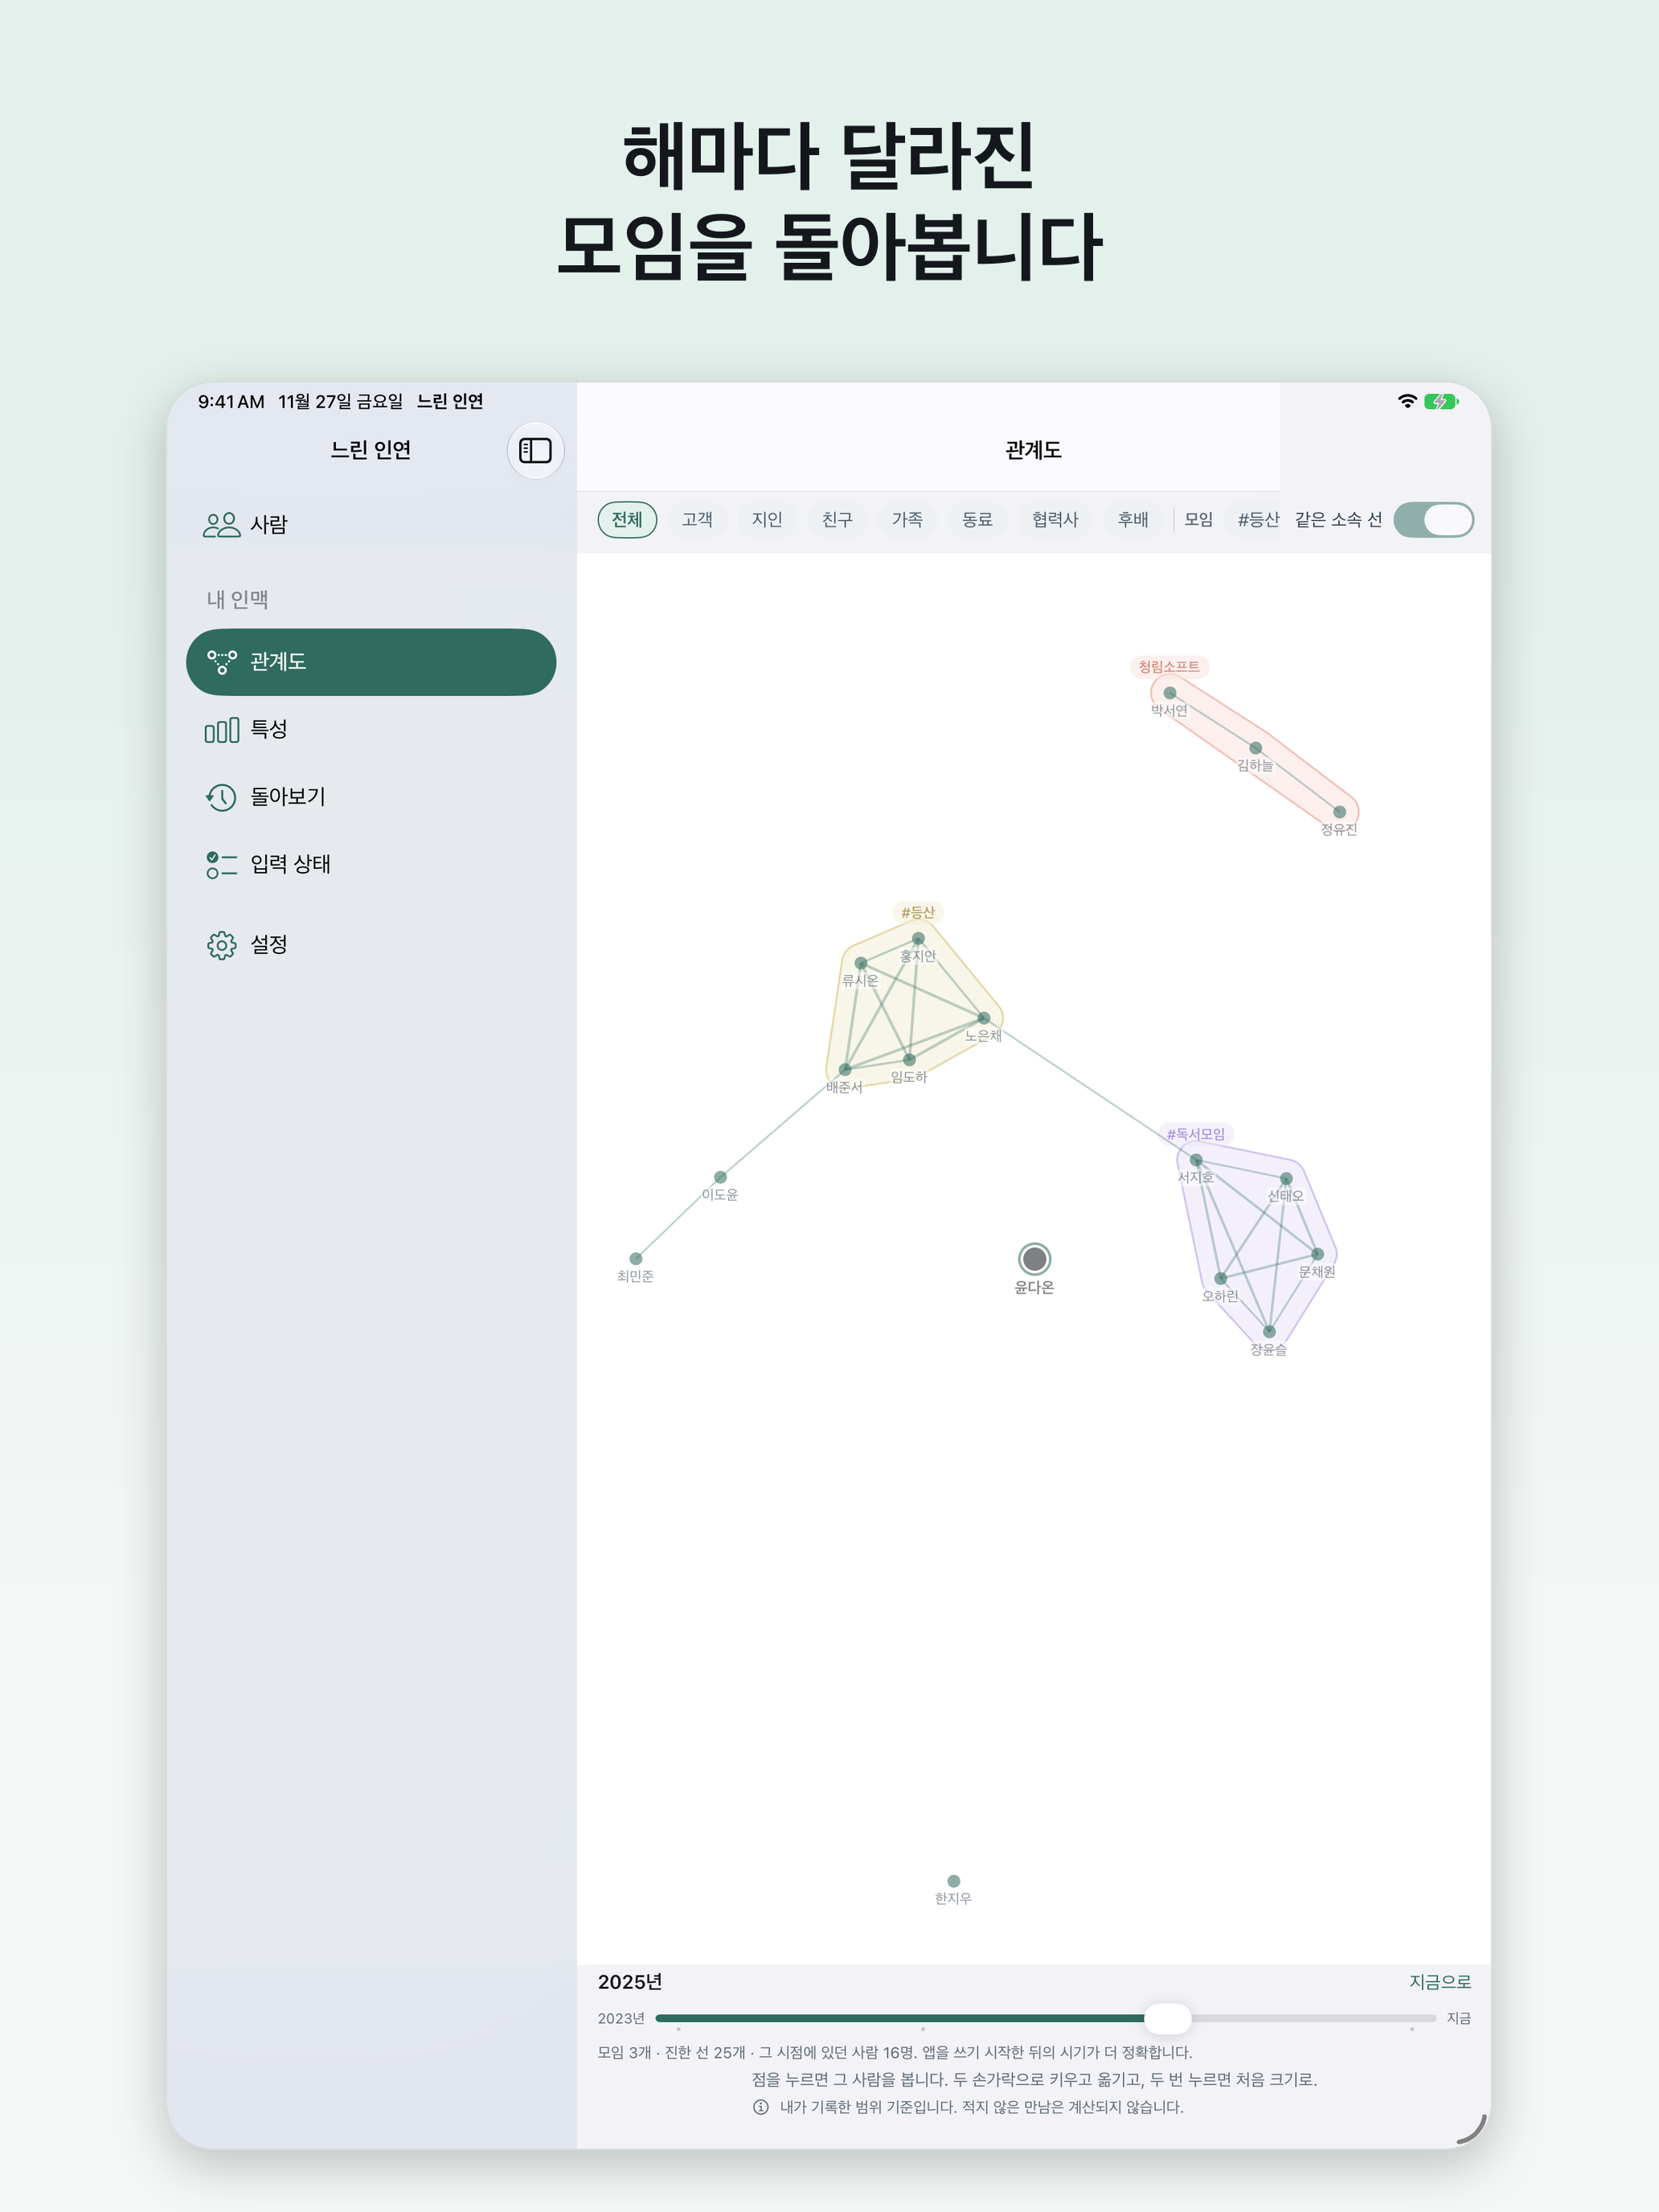 해마다 달라진
모임을 돌아봅니다
9:41 AM 11월 27일 금요일 느린 인연
느린 인연
사람
내 인맥
관계도
특성
돌아보기
입력 상태
설정
관계도
전체 고객 지인 친구 가족 동료 협력사 후배 모임 #등산 같은 소속 선
청림소프트
박서연
김하늘
정유진
#등산
홍지안
류시온
노은채
임도하
배준서
#독서모임
서지호
신태오
이도윤
문채원
최민준
윤다온
오하린
장윤슬
한지우
2025년 지금으로
2023년 지금
모임 3개 · 진한 선 25개 · 그 시점에 있던 사람 16명. 앱을 쓰기 시작한 뒤의 시기가 더 정확합니다.
점을 누르면 그 사람을 봅니다. 두 손가락으로 키우고 옮기고, 두 번 누르면 처음 크기로.
내가 기록한 범위 기준입니다. 적지 않은 만남은 계산되지 않습니다.